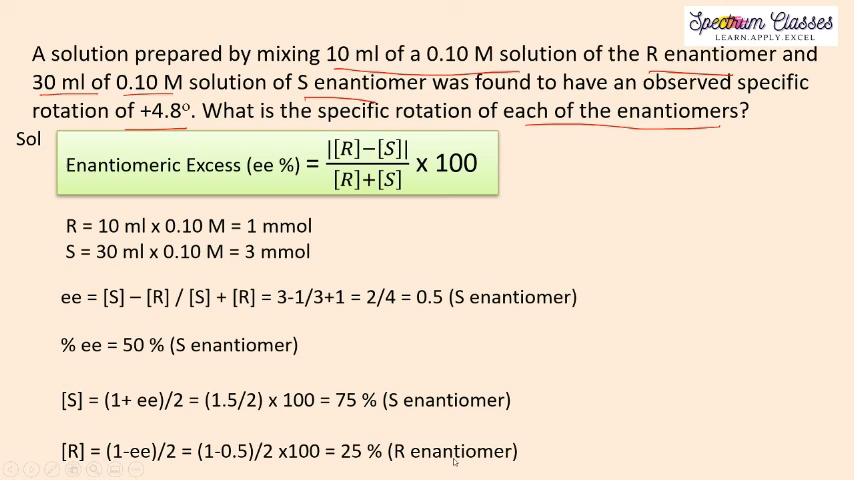 Spectrum Classes
LEARN.APPLY.EXCEL
A solution prepared by mixing 10 ml of a 0.10 M solution of the R enantiomer and
30 ml of 0.10 M solution of S enantiomer was found to have an observed specific
rotation of +4.8°. What is the specific rotation of each of the enantiomers?
Sol
Enantiomeric Excess (ee %) = |[R]−[S]| / [R]+[S] x 100
R = 10 ml x 0.10 M = 1 mmol
S = 30 ml x 0.10 M = 3 mmol
ee = [S] – [R] / [S] + [R] = 3-1/3+1 = 2/4 = 0.5 (S enantiomer)
% ee = 50 % (S enantiomer)
[S] = (1+ ee)/2 = (1.5/2) x 100 = 75 % (S enantiomer)
[R] = (1-ee)/2 = (1-0.5)/2 x100 = 25 % (R enantiomer)